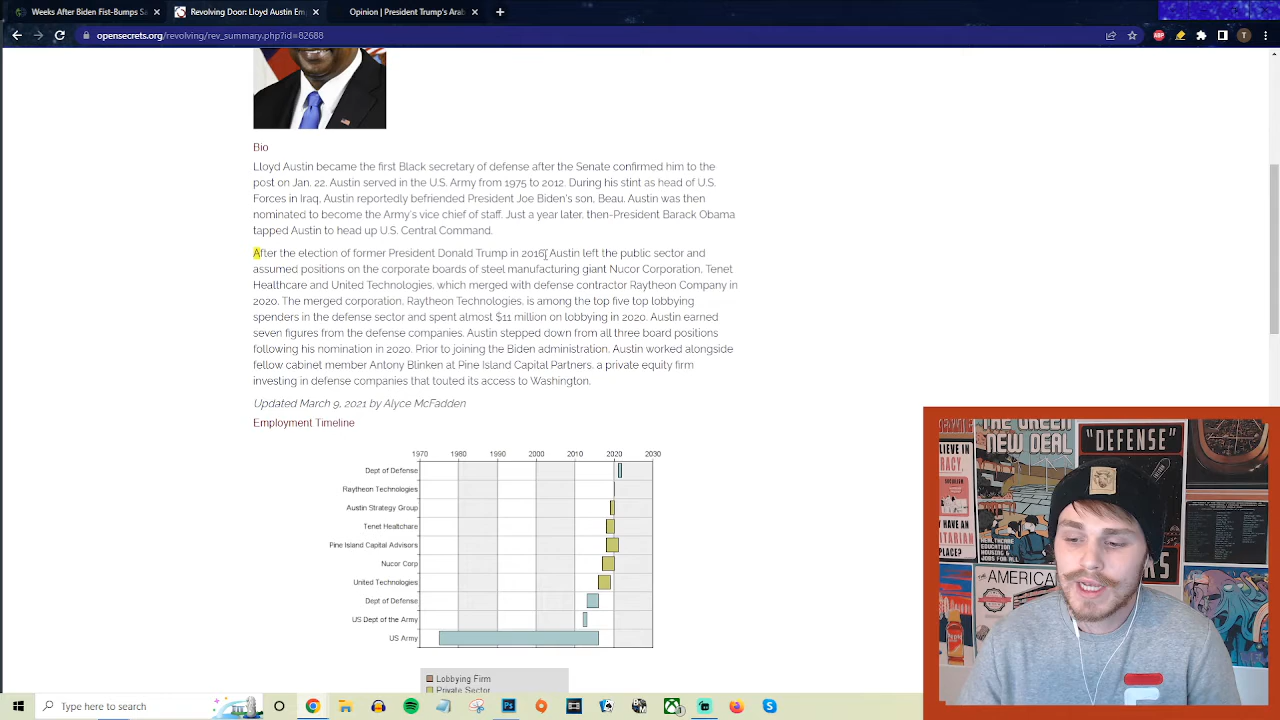 Weeks After Biden Fist-Bumps Sa
Revolving Door: Lloyd Austin Em
Opinion | President Trump's Arab
opensecrets.org/revolving/rev_summary.php?id=82688
ABP
T
Bio
Lloyd Austin became the first Black secretary of defense after the Senate confirmed him to the
post on Jan. 22. Austin served in the U.S. Army from 1975 to 2012. During his stint as head of U.S.
Forces in Iraq, Austin reportedly befriended President Joe Biden's son, Beau. Austin was then
nominated to become the Army's vice chief of staff. Just a year later, then-President Barack Obama
tapped Austin to head up U.S. Central Command.
After the election of former President Donald Trump in 2016, Austin left the public sector and
assumed positions on the corporate boards of steel manufacturing giant Nucor Corporation, Tenet
Healthcare and United Technologies, which merged with defense contractor Raytheon Company in
2020. The merged corporation, Raytheon Technologies, is among the top five top lobbying
spenders in the defense sector and spent almost $11 million on lobbying in 2020. Austin earned
seven figures from the defense companies. Austin stepped down from all three board positions
following his nomination in 2020. Prior to joining the Biden administration, Austin worked alongside
fellow cabinet member Antony Blinken at Pine Island Capital Partners, a private equity firm
investing in defense companies that touted its access to Washington.
Updated March 9, 2021 by Alyce McFadden
Employment Timeline
1970 1980 1990 2000 2010 2020 2030
Dept of Defense
Raytheon Technologies
Austin Strategy Group
Tenet Healtchare
Pine Island Capital Advisors
Nucor Corp
United Technologies
Dept of Defense
US Dept of the Army
US Army
Lobbying Firm
Private Sector
THE GREEN
NEW DEAL
"DEFENSE"
HEALTHCARE
EDUCATION
HOUSING &
JOBS FOR ALL
THE AMERICA
Type here to search